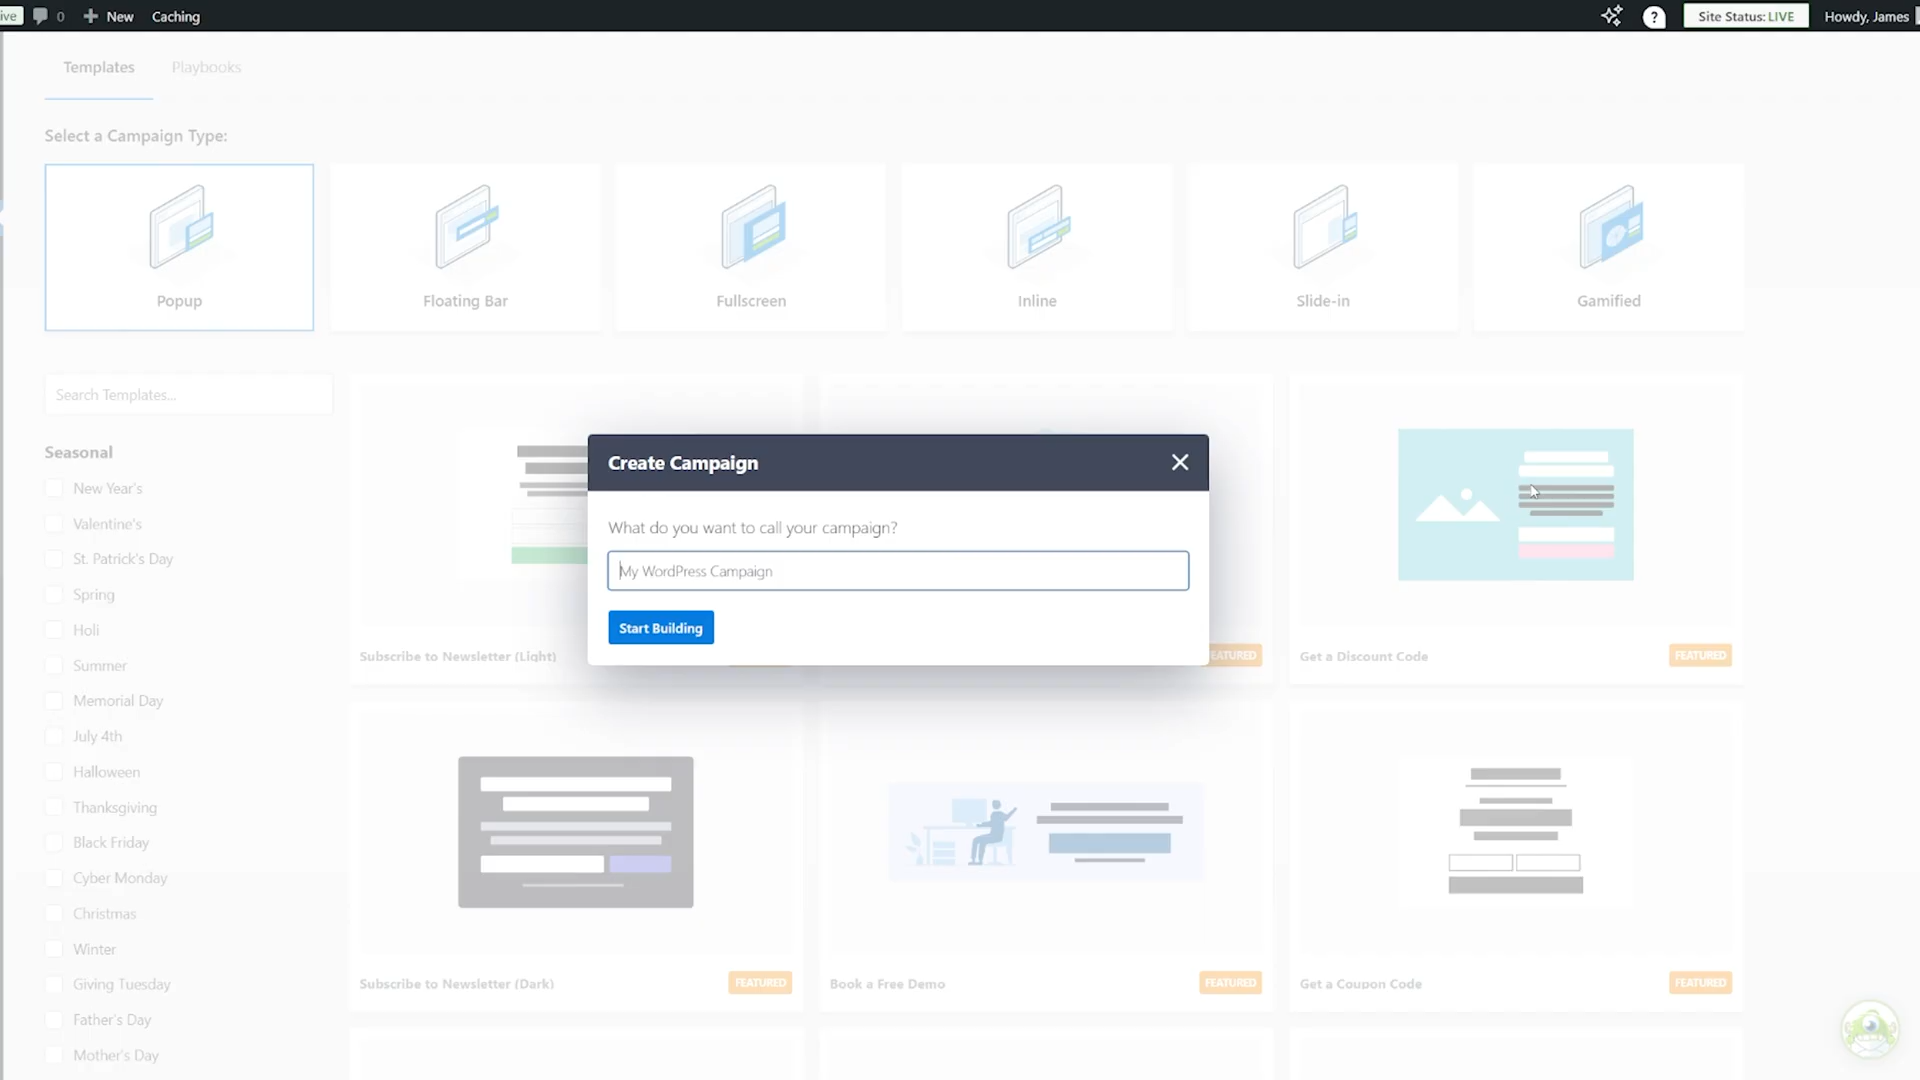 ive 0 New Caching ? Site Status: LIVE Howdy, James
Templates Playbooks
Select a Campaign Type:
Popup Floating Bar Fullscreen Inline Slide-in Gamified
Search Templates...
Seasonal
New Year's
Valentine's
St. Patrick's Day
Spring
Holi
Summer
Memorial Day
July 4th
Halloween
Thanksgiving
Black Friday
Cyber Monday
Christmas
Winter
Giving Tuesday
Father's Day
Mother's Day
Create Campaign
What do you want to call your campaign?
My WordPress Campaign
Start Building
Subscribe to Newsletter (Light)
EATURED
Get a Discount Code FEATURED
Subscribe to Newsletter (Dark) FEATURED
Book a Free Demo FEATURED
Get a Coupon Code FEATURED